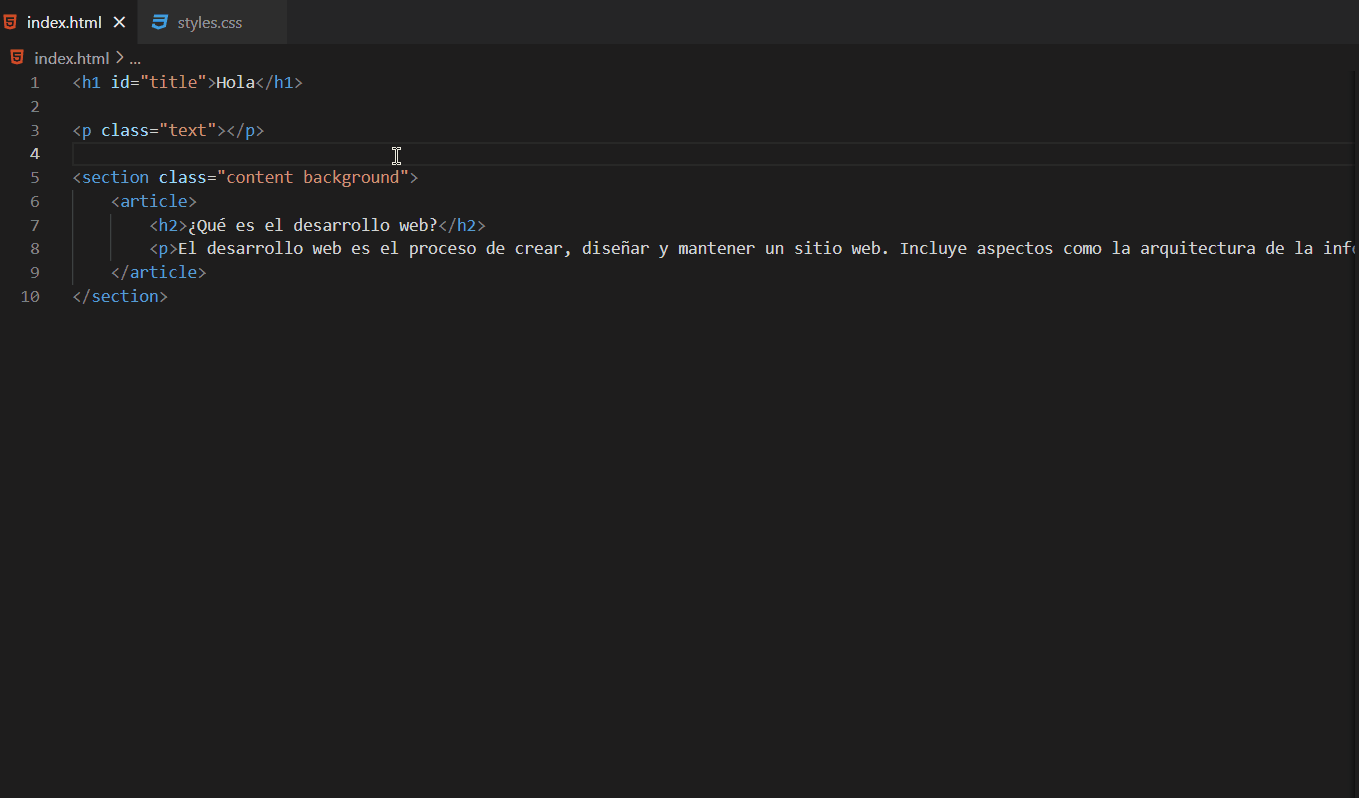 index.html styles.css
index.html > ...
1 <h1 id="title">Hola</h1>
2
3 <p class="text"></p>
4
5 <section class="content background">
6 <article>
7 <h2>¿Qué es el desarrollo web?</h2>
8 <p>El desarrollo web es el proceso de crear, diseñar y mantener un sitio web. Incluye aspectos como la arquitectura de la
9 </article>
10 </section>